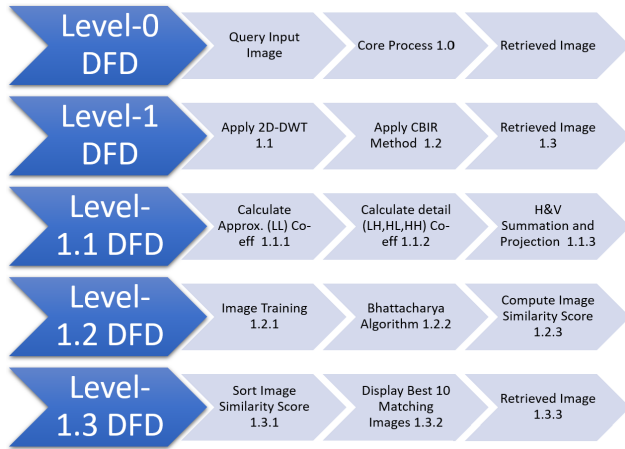 Level-0
DFD
Query Input
Image
Core Process 1.0
Retrieved Image
Level-1
DFD
Apply 2D-DWT
1.1
Apply CBIR
Method 1.2
Retrieved Image
1.3
Level-
1.1 DFD
Calculate
Approx. (LL) Co-
eff 1.1.1
Calculate detail
(LH,HL,HH) Co-
eff 1.1.2
H&V
Summation and
Projection 1.1.3
Level-
1.2 DFD
Image Training
1.2.1
Bhattacharya
Algorithm 1.2.2
Compute Image
Similarity Score
1.2.3
Level-
1.3 DFD
Sort Image
Similarity Score
1.3.1
Display Best 10
Matching
Images 1.3.2
Retrieved Image
1.3.3